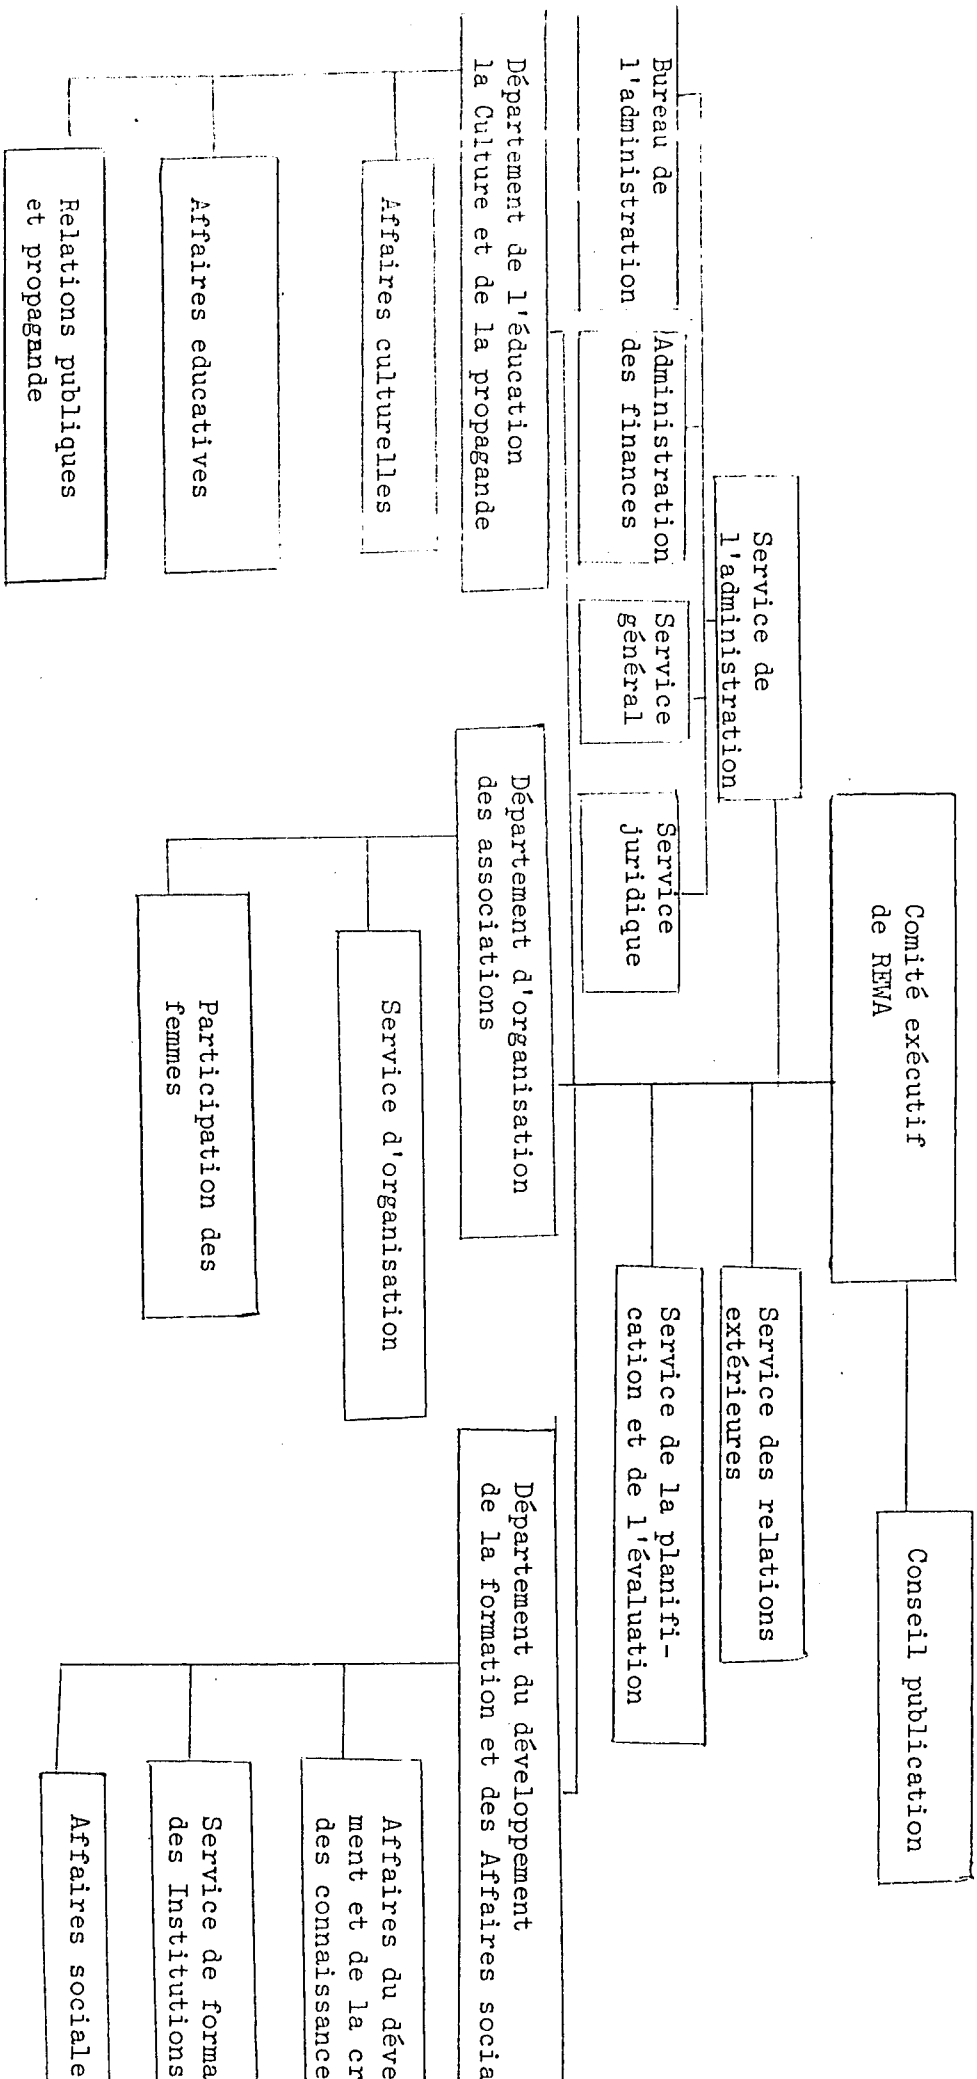 Comité exécutif
de REWA
Conseil publication
Service de
l'administration
Service des relations
extérieures
Service de la planifi-
cation et de l'évaluation
Bureau de
l'administration
Administration
des finances
Service
général
Service
juridique
Département de l'éducation
la Culture et de la propagande
Affaires culturelles
Affaires educatives
Relations publiques
et propagande
Département d'organisation
des associations
Service d'organisation
Participation des
femmes
Département du développement
de la formation et des Affaires socia
Affaires du déve
ment et de la cr
des connaissance
Service de forma
des Institutions
Affaires sociale